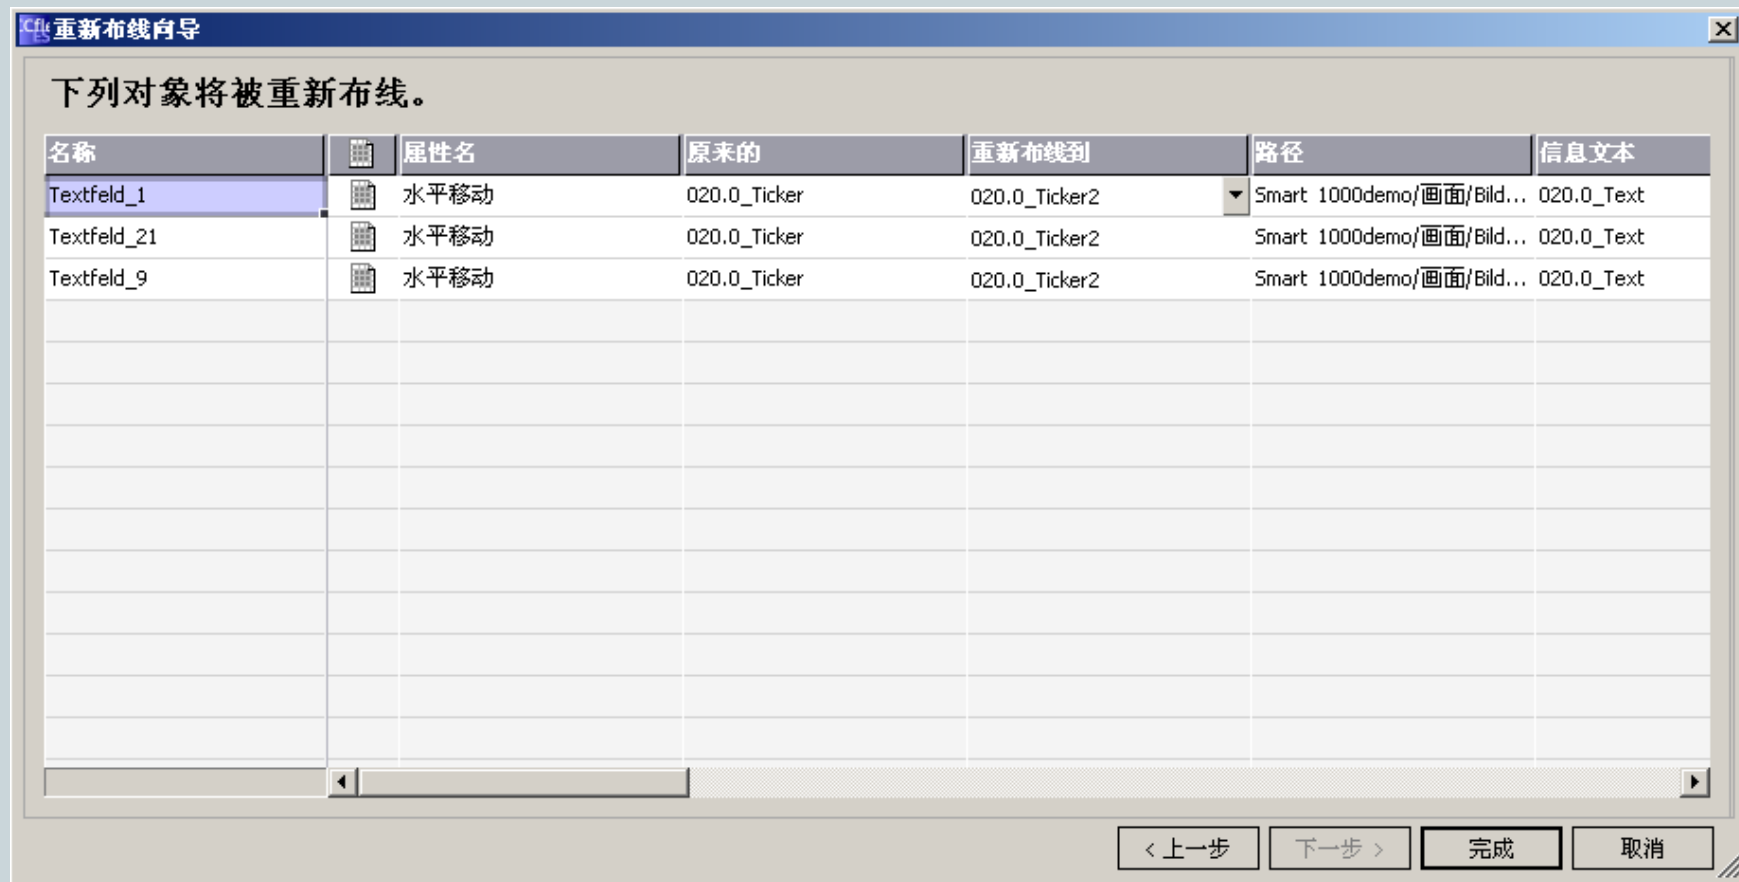 重新布线向导
下列对象将被重新布线。
名称 属性名 原来的 重新布线到 路径 信息文本
Textfeld_1 水平移动 020.0_Ticker 020.0_Ticker2 Smart 1000demo/画面/Bild... 020.0_Text
Textfeld_21 水平移动 020.0_Ticker 020.0_Ticker2 Smart 1000demo/画面/Bild... 020.0_Text
Textfeld_9 水平移动 020.0_Ticker 020.0_Ticker2 Smart 1000demo/画面/Bild... 020.0_Text
< 上一步 下一步 > 完成 取消